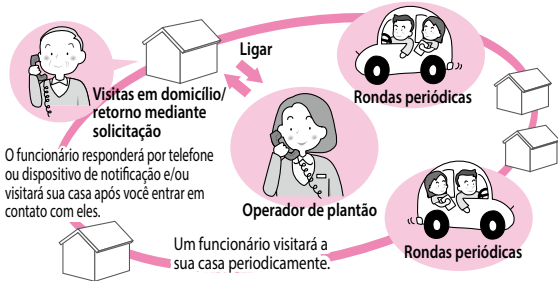 Ligar
Rondas periódicas
Visitas em domicílio/
retorno mediante
solicitação
O funcionário responderá por telefone
ou dispositivo de notificação e/ou
visitará sua casa após você entrar em
contato com eles.
Operador de plantão
Um funcionário visitará a
sua casa periodicamente.
Rondas periódicas